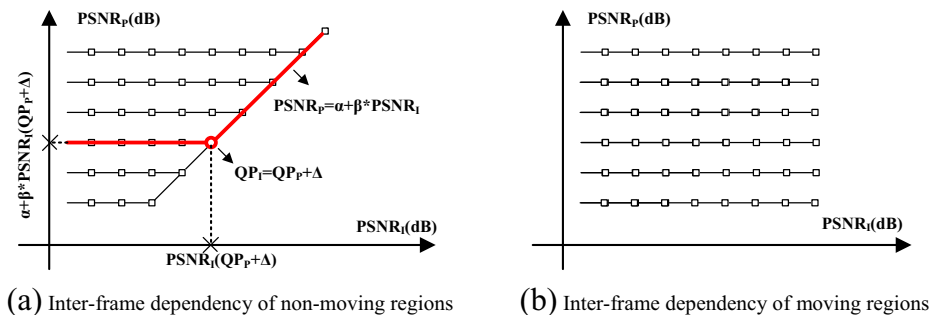 PSNRP(dB)
α+β*PSNRI(QPP+Δ)
PSNRP=α+β*PSNRI
QPI=QPP+Δ
PSNRI(dB)
PSNRI(QPP+Δ)
(a) Inter-frame dependency of non-moving regions
PSNRP(dB)
PSNRI(dB)
(b) Inter-frame dependency of moving regions